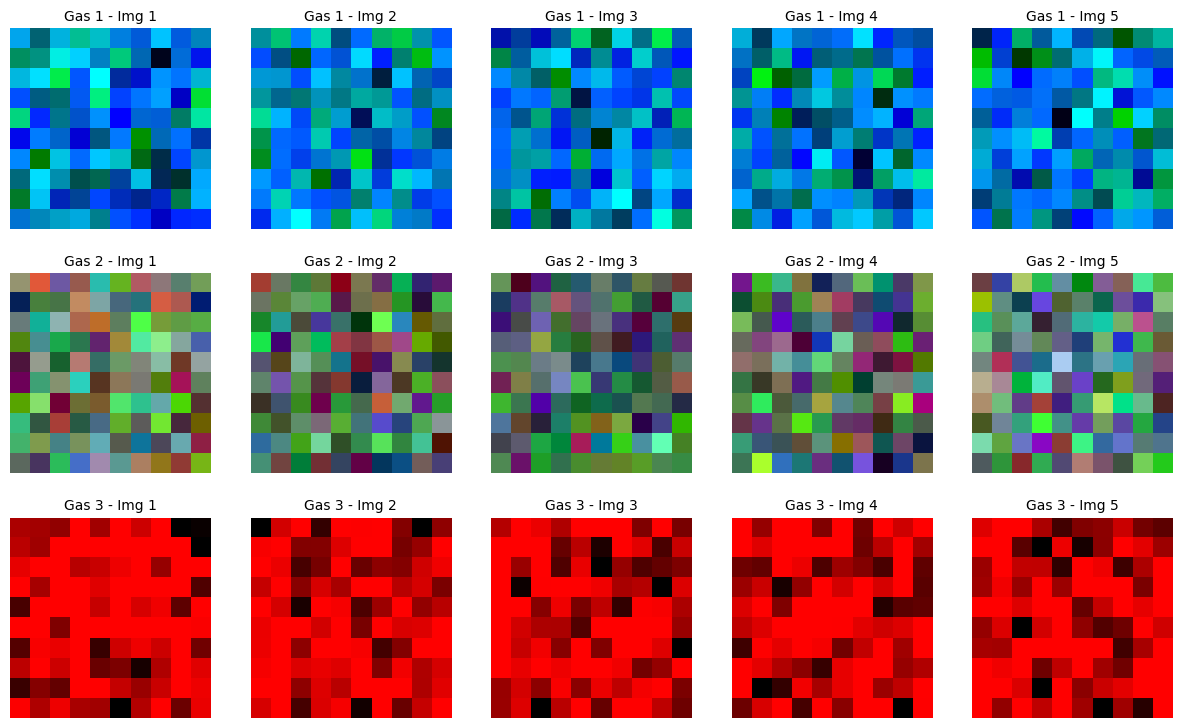 Gas 1 - Img 1
Gas 1 - Img 2
Gas 1 - Img 3
Gas 1 - Img 4
Gas 1 - Img 5
Gas 2 - Img 1
Gas 2 - Img 2
Gas 2 - Img 3
Gas 2 - Img 4
Gas 2 - Img 5
Gas 3 - Img 1
Gas 3 - Img 2
Gas 3 - Img 3
Gas 3 - Img 4
Gas 3 - Img 5